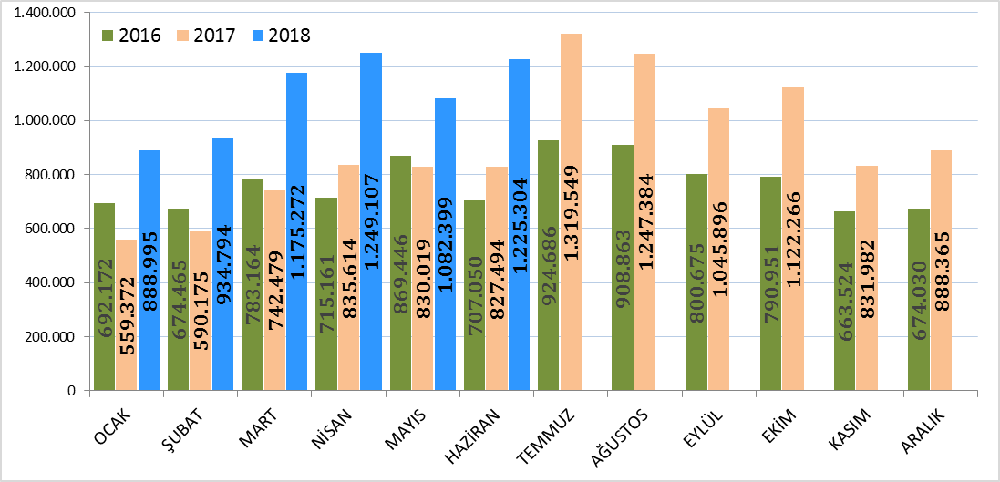 1.400.000
1.200.000
1.000.000
800.000
600.000
400.000
200.000
0
2016 2017 2018
692.172
559.372
888.995
674.465
590.175
934.794
783.164
742.479
1.175.272
715.161
835.614
1.249.107
869.446
830.019
1.082.399
707.050
827.494
1.225.304
924.686
1.319.549
908.863
1.247.384
800.675
1.045.896
790.951
1.122.266
663.524
831.982
674.030
888.365
OCAK
ŞUBAT
MART
NİSAN
MAYIS
HAZİRAN
TEMMUZ
AĞUSTOS
EYLÜL
EKİM
KASIM
ARALIK